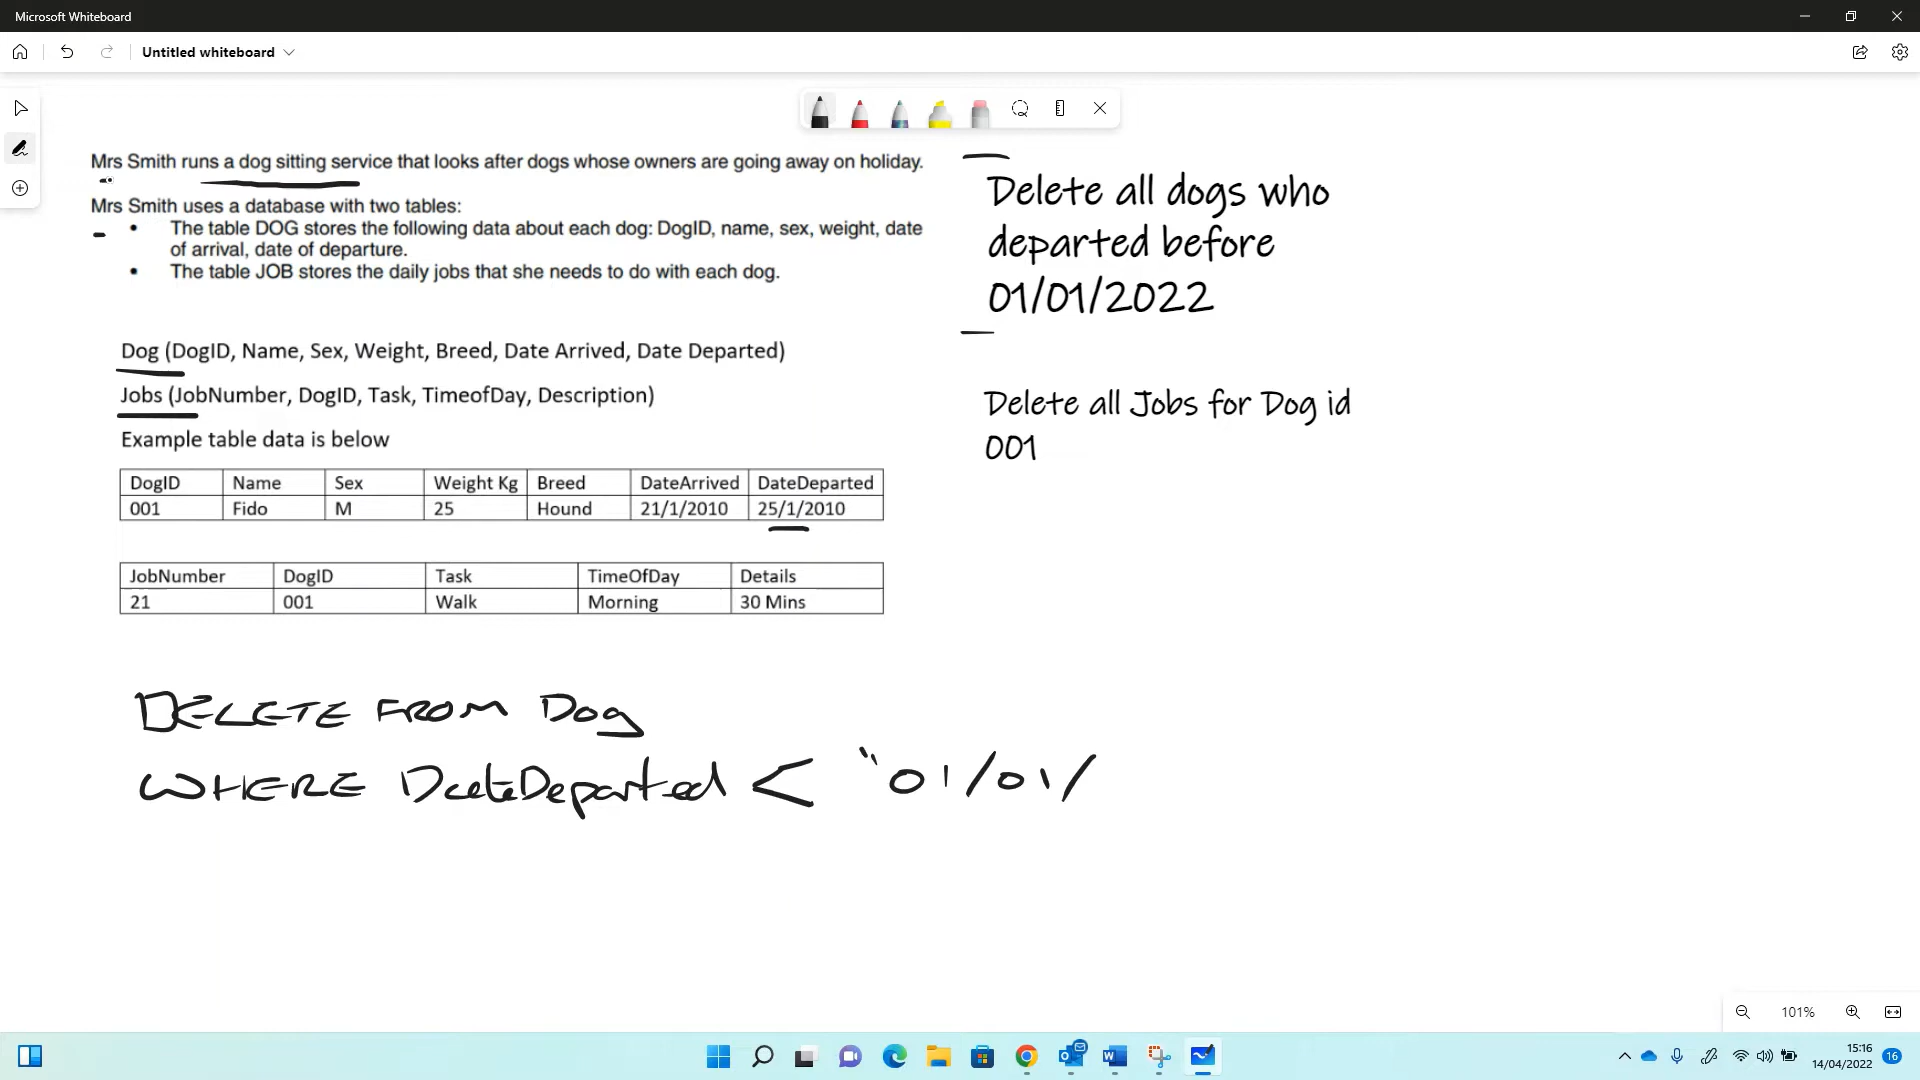 Microsoft Whiteboard
Untitled whiteboard
Mrs Smith runs a dog sitting service that looks after dogs whose owners are going away on holiday.
Mrs Smith uses a database with two tables:
• The table DOG stores the following data about each dog: DogID, name, sex, weight, date
of arrival, date of departure.
• The table JOB stores the daily jobs that she needs to do with each dog.
Dog (DogID, Name, Sex, Weight, Breed, Date Arrived, Date Departed)
Jobs (JobNumber, DogID, Task, TimeofDay, Description)
Example table data is below
DogID Name Sex Weight Kg Breed DateArrived DateDeparted
001 Fido M 25 Hound 21/1/2010 25/1/2010
JobNumber DogID Task TimeOfDay Details
21 001 Walk Morning 30 Mins
Delete all dogs who
departed before
01/01/2022
Delete all Jobs for Dog id
001
DELETE FROM Dog
WHERE DateDeparted < "01/01/
101%
15:16
14/04/2022
16